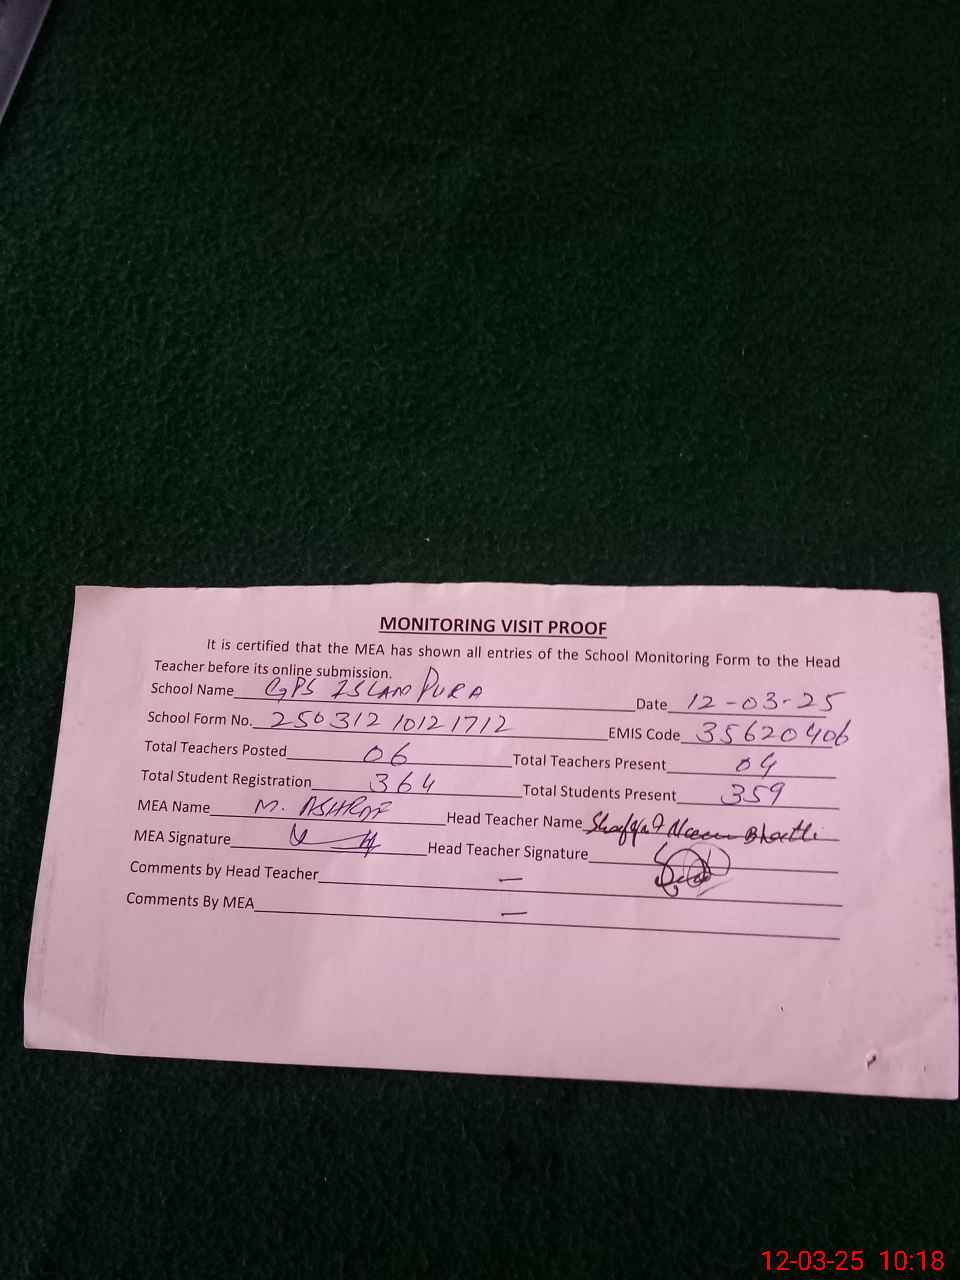 MONITORING VISIT PROOF
It is certified that the MEA has shown all entries of the School Monitoring Form to the Head
Teacher before its online submission.
School Name GPS ISLAM PURA Date 12-03-25
School Form No. 250312 10121712 EMIS Code 35620406
Total Teachers Posted 06 Total Teachers Present 04
Total Student Registration 364 Total Students Present 359
MEA Name M. ASHRAF Head Teacher Name Shafqat Naeem Bhatti
MEA Signature Head Teacher Signature
Comments by Head Teacher —
Comments By MEA —
12-03-25 10:18